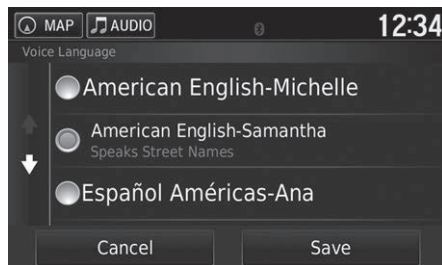 MAP
AUDIO
12:34
Voice Language
American English-Michelle
American English-Samantha
Speaks Street Names
Español Américas-Ana
Cancel
Save